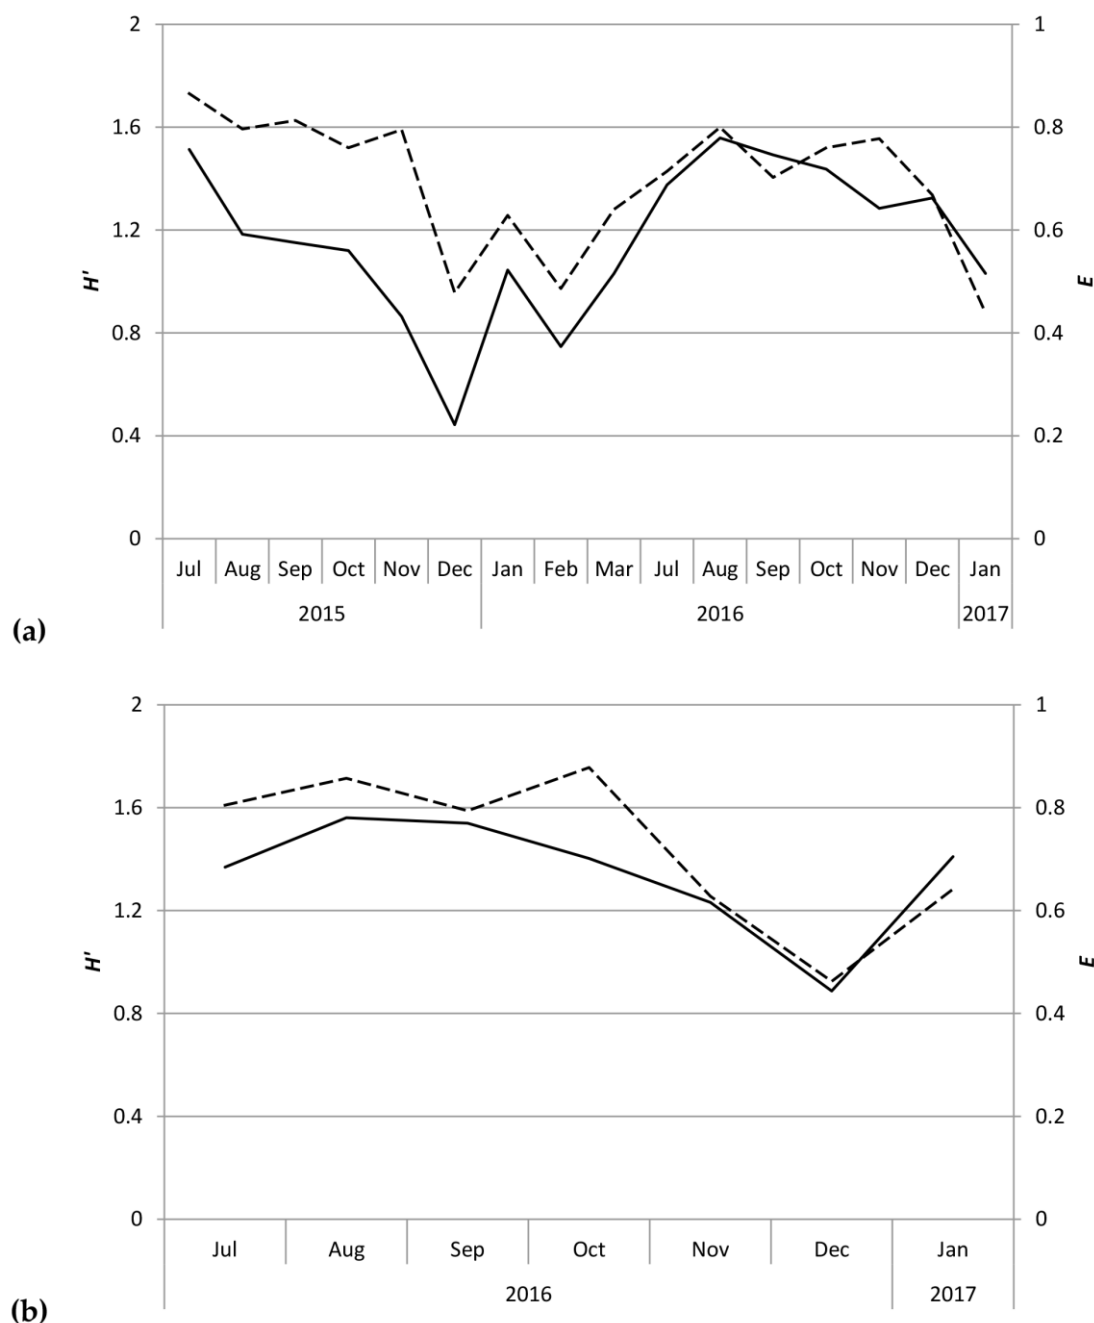 2 1
1.6 0.8
1.2 0.6
H' E
0.8 0.4
0.4 0.2
0 0
Jul Aug Sep Oct Nov Dec Jan Feb Mar Jul Aug Sep Oct Nov Dec Jan
2015 2016 2017
(a)
2 1
1.6 0.8
1.2 0.6
H' E
0.8 0.4
0.4 0.2
0 0
Jul Aug Sep Oct Nov Dec Jan
2016 2017
(b)